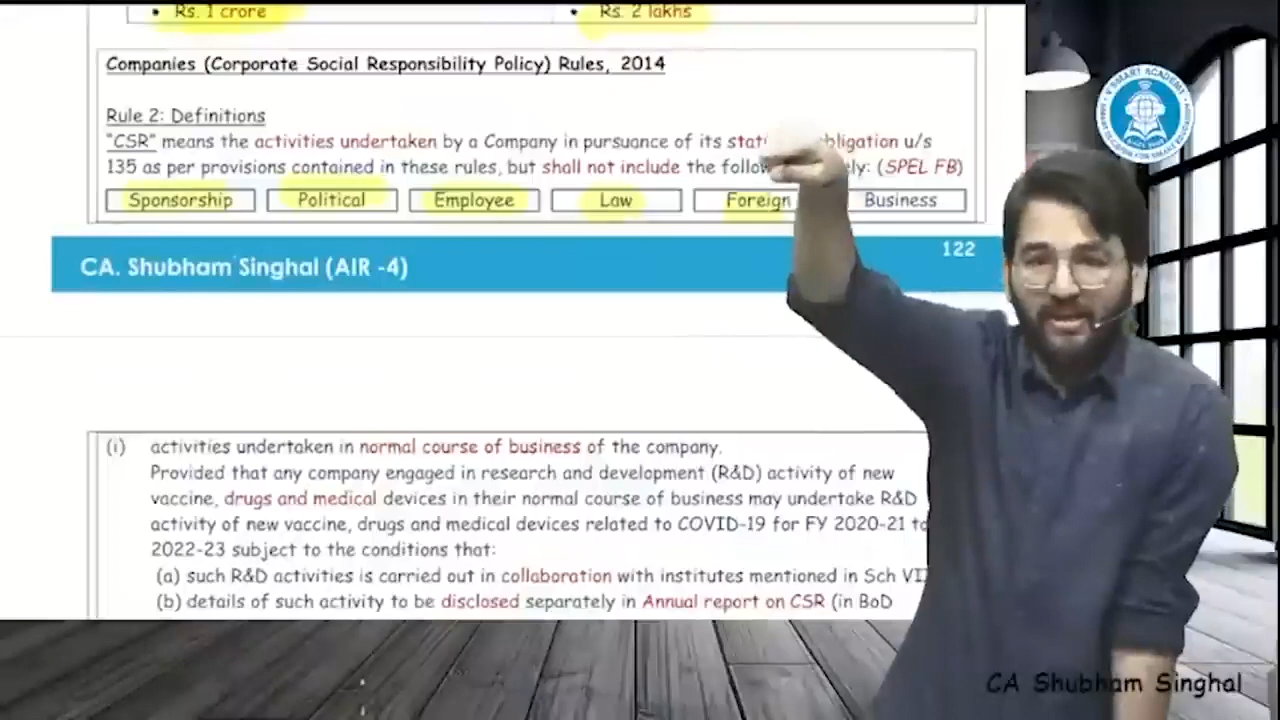 • Rs. 1 crore
• Rs. 2 lakhs
Companies (Corporate Social Responsibility Policy) Rules, 2014
Rule 2: Definitions
"CSR" means the activities undertaken by a Company in pursuance of its u/s
135 as per provisions contained in these rules, but shall not include the (SPEL FB)
Sponsorship Political Employee Law Foreign Business
CA. Shubham Singhal (AIR -4)
122
(i) activities undertaken in normal course of business of the company.
Provided that any company engaged in research and development (R&D) activity of new
vaccine, drugs and medical devices in their normal course of business may undertake R&D
activity of new vaccine, drugs and medical devices related to COVID-19 for FY 2020-21
2022-23 subject to the conditions that:
(a) such R&D activities is carried out in collaboration with institutes mentioned in Sch
(b) details of such activity to be disclosed separately in Annual report on CSR (in BoD
V'SMART ACADEMY
CA Shubham Singhal